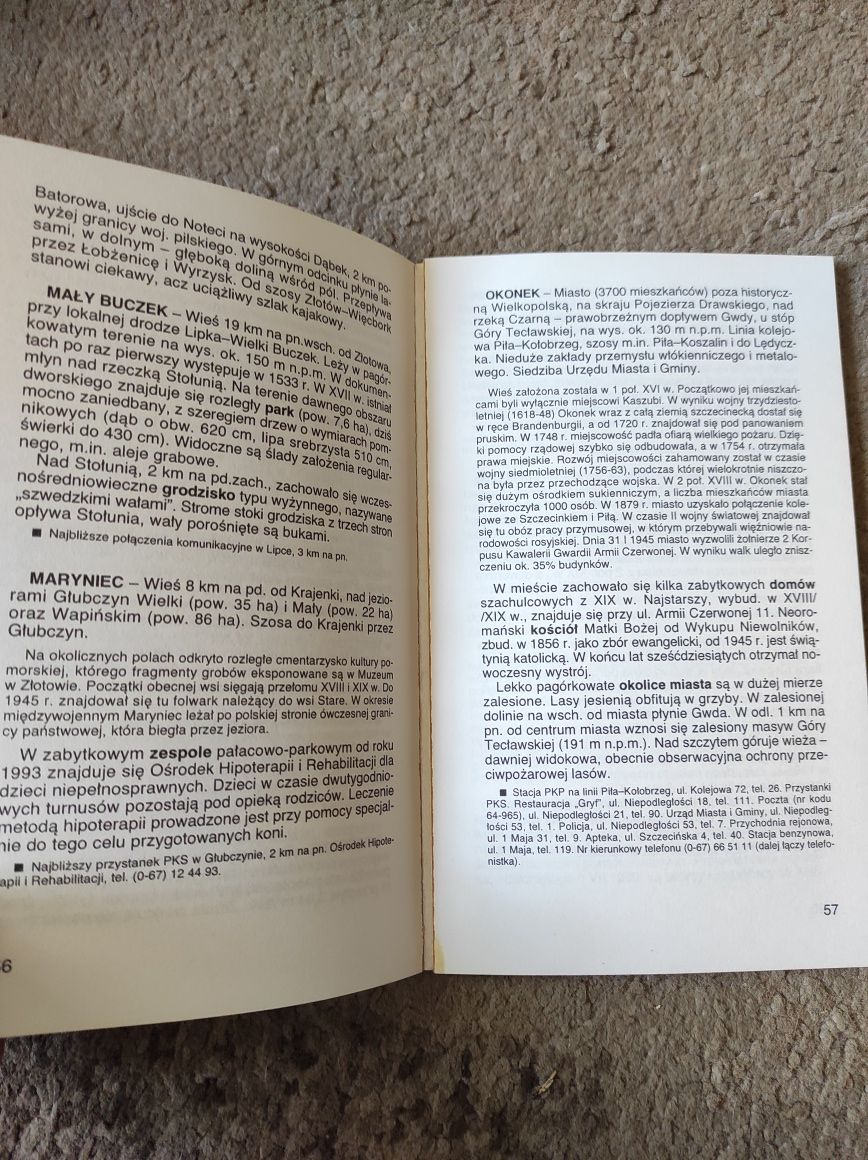 Batorowa, ujście do Noteci na wysokości Dąbek, 2 km po-
wyżej granicy woj. pilskiego. W górnym odcinku płynie la-
sami, w dolnym – głęboką doliną wśród pól. Przepływa
przez Łobżenicę i Wyrzysk. Od szosy Złotów–Więcbork
stanowi ciekawy, acz uciążliwy szlak kajakowy.
MAŁY BUCZEK – Wieś 19 km na pn.wsch. od Złotowa,
przy lokalnej drodze Lipka–Wielki Buczek. Leży w pagór-
kowatym terenie na wys. ok. 150 m n.p.m. W dokumen-
tach po raz pierwszy występuje w 1533 r. W XVII w. istniał
młyn nad rzeczką Stołunią. Na terenie dawnego obszaru
dworskiego znajduje się rozległy park (pow. 7,6 ha), dziś
mocno zaniedbany, z szeregiem drzew o wymiarach pom-
nikowych (dąb o obw. 620 cm, lipa srebrzysta 510 cm,
świerki do 430 cm). Widoczne są ślady założenia regular-
nego, m.in. aleje grabowe.
Nad Stołunią, 2 km na pd.zach., zachowało się wczes-
nośredniowieczne grodzisko typu wyżynnego, nazywane
„szwedzkimi wałami”. Strome stoki grodziska z trzech stron
opływa Stołunia, wały porośnięte są bukami.
■ Najbliższe połączenia komunikacyjne w Lipce, 3 km na pn.
MARYNIEC – Wieś 8 km na pd. od Krajenki, nad jezio-
rami Głubczyn Wielki (pow. 35 ha) i Mały (pow. 22 ha)
oraz Wapińskim (pow. 86 ha). Szosa do Krajenki przez
Głubczyn.
Na okolicznych polach odkryto rozległe cmentarzysko kultury po-
morskiej, którego fragmenty grobów eksponowane są w Muzeum
w Złotowie. Początki obecnej wsi sięgają przełomu XVIII i XIX w. Do
1945 r. znajdował się tu folwark należący do wsi Stare. W okresie
międzywojennym Maryniec leżał po polskiej stronie ówczesnej grani-
cy państwowej, która biegła przez jeziora.
W zabytkowym zespole pałacowo-parkowym od roku
1993 znajduje się Ośrodek Hipoterapii i Rehabilitacji dla
dzieci niepełnosprawnych. Dzieci w czasie dwutygodnio-
wych turnusów pozostają pod opieką rodziców. Leczenie
metodą hipoterapii prowadzone jest przy pomocy specjal-
nie do tego celu przygotowanych koni.
■ Najbliższy przystanek PKS w Głubczynie, 2 km na pn. Ośrodek Hipote-
rapii i Rehabilitacji, tel. (0-67) 12 44 93.
56
OKONEK – Miasto (3700 mieszkańców) poza historycz-
ną Wielkopolską, na skraju Pojezierza Drawskiego, nad
rzeką Czarną – prawobrzeżnym dopływem Gwdy, u stóp
Góry Tecławskiej, na wys. ok. 130 m n.p.m. Linia kolejo-
wa Piła–Kołobrzeg, szosy m.in. Piła–Koszalin i do Lędycz-
ka. Nieduże zakłady przemysłu włókienniczego i metalo-
wego. Siedziba Urzędu Miasta i Gminy.
Wieś założona została w 1 poł. XVI w. Początkowo jej mieszkań-
cami byli wyłącznie miejscowi Kaszubi. W wyniku wojny trzydziesto-
letniej (1618-48) Okonek wraz z całą ziemią szczecinecką dostał się
w ręce Brandenburgii, a od 1720 r. znajdował się pod panowaniem
pruskim. W 1748 r. miejscowość padła ofiarą wielkiego pożaru. Dzię-
ki pomocy rządowej szybko się odbudowała, a w 1754 r. otrzymała
prawa miejskie. Rozwój miejscowości zahamowany został w czasie
wojny siedmioletniej (1756-63), podczas której wielokrotnie niszczo-
na była przez przechodzące wojska. W 2 poł. XVIII w. Okonek stał
się dużym ośrodkiem sukienniczym, a liczba mieszkańców miasta
przekroczyła 1000 osób. W 1879 r. miasto uzyskało połączenie kole-
jowe ze Szczecinkiem i Piłą. W czasie II wojny światowej znajdował
się tu obóz pracy przymusowej, w którym przebywali więźniowie na-
rodowości rosyjskiej. Dnia 31 I 1945 miasto wyzwolili żołnierze 2 Kor-
pusu Kawalerii Gwardii Armii Czerwonej. W wyniku walk uległo znisz-
czeniu ok. 35% budynków.
W mieście zachowało się kilka zabytkowych domów
szachulcowych z XIX w. Najstarszy, wybud. w XVIII/
/XIX w., znajduje się przy ul. Armii Czerwonej 11. Neoro-
mański kościół Matki Bożej od Wykupu Niewolników,
zbud. w 1856 r. jako zbór ewangelicki, od 1945 r. jest świą-
tynią katolicką. W końcu lat sześćdziesiątych otrzymał no-
woczesny wystrój.
Lekko pagórkowate okolice miasta są w dużej mierze
zalesione. Lasy jesienią obfitują w grzyby. W zalesionej
dolinie na wsch. od miasta płynie Gwda. W odl. 1 km na
pn. od centrum miasta wznosi się zalesiony masyw Góry
Tecławskiej (191 m n.p.m.). Nad szczytem góruje wieża –
dawniej widokowa, obecnie obserwacyjna ochrony prze-
ciwpożarowej lasów.
■ Stacja PKP na linii Piła–Kołobrzeg, ul. Kolejowa 72, tel. 26. Przystanki
PKS. Restauracja „Gryf”, ul. Niepodległości 18, tel. 111. Poczta (nr kodu
64-965), ul. Niepodległości 21, tel. 90. Urząd Miasta i Gminy, ul. Niepodleg-
łości 53, tel. 1. Policja, ul. Niepodległości 53, tel. 7. Przychodnia rejonowa,
ul. 1 Maja 31, tel. 9. Apteka, ul. Szczecińska 4, tel. 40. Stacja benzynowa,
ul. 1 Maja, tel. 119. Nr kierunkowy telefonu (0-67) 66 51 11 (dalej łączy telefo-
nistka).
57